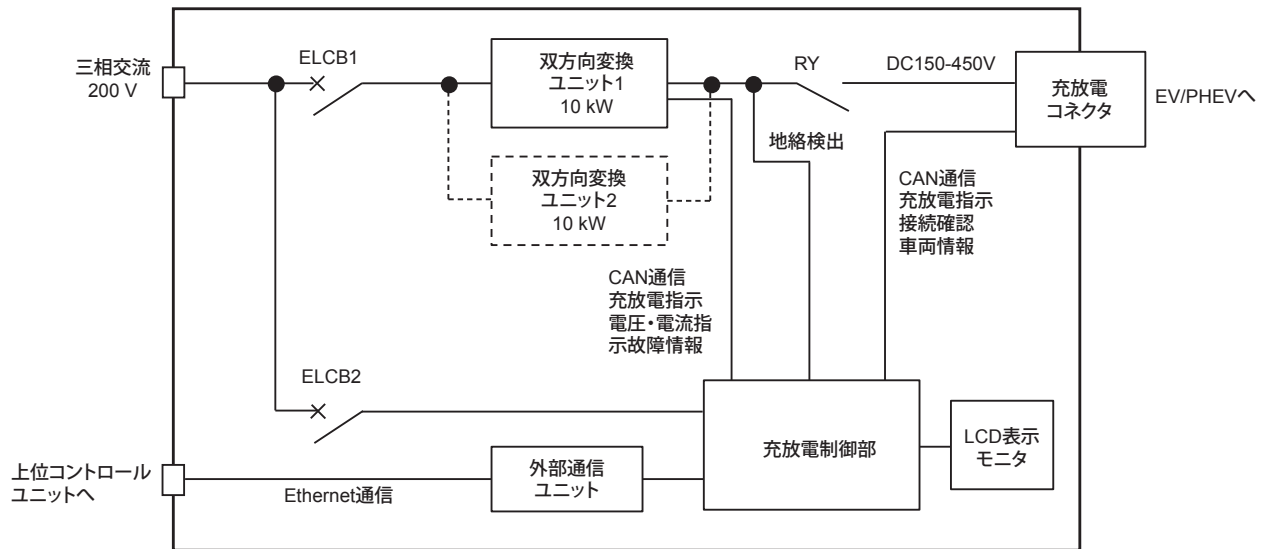 三相交流
200 V
ELCB1
双方向変換
ユニット1
10 kW
RY
DC150-450V
充放電
コネクタ
EV/PHEVへ
地絡検出
双方向変換
ユニット2
10 kW
CAN通信
充放電指示
接続確認
車両情報
CAN通信
充放電指示
電圧・電流指
示故障情報
ELCB2
充放電制御部
LCD表示
モニタ
上位コントロール
ユニットへ
Ethernet通信
外部通信
ユニット